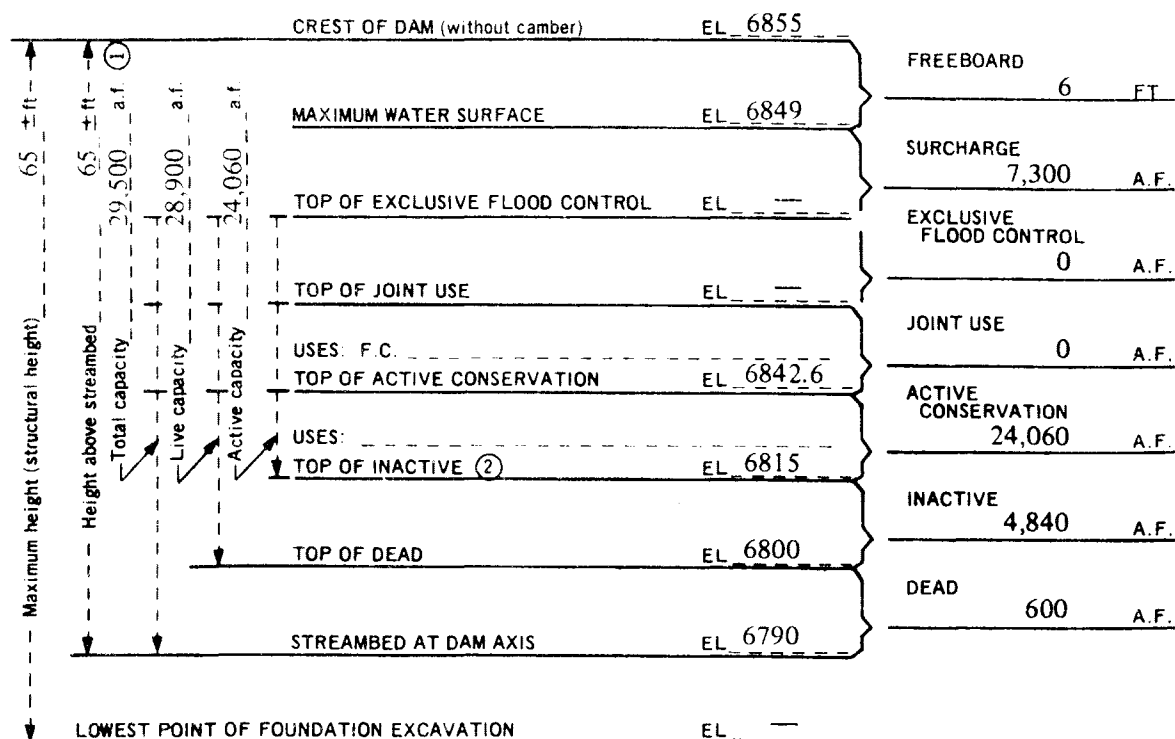 CREST OF DAM (without camber) EL 6855
FREEBOARD
6 FT
MAXIMUM WATER SURFACE EL 6849
SURCHARGE
7,300 A.F.
TOP OF EXCLUSIVE FLOOD CONTROL EL —
EXCLUSIVE
FLOOD CONTROL
0 A.F.
TOP OF JOINT USE EL —
JOINT USE
0 A.F.
USES: F.C.
TOP OF ACTIVE CONSERVATION EL 6842.6
ACTIVE
CONSERVATION
24,060 A.F.
USES:
TOP OF INACTIVE ② EL 6815
INACTIVE
4,840 A.F.
TOP OF DEAD EL 6800
DEAD
600 A.F.
STREAMBED AT DAM AXIS EL 6790
LOWEST POINT OF FOUNDATION EXCAVATION EL —
Maximum height (structural height) 65 ±ft
Height above streambed 65 ±ft
Total capacity 29,500 a.f. ①
Live capacity 28,900 a.f.
Active capacity 24,060 a.f.